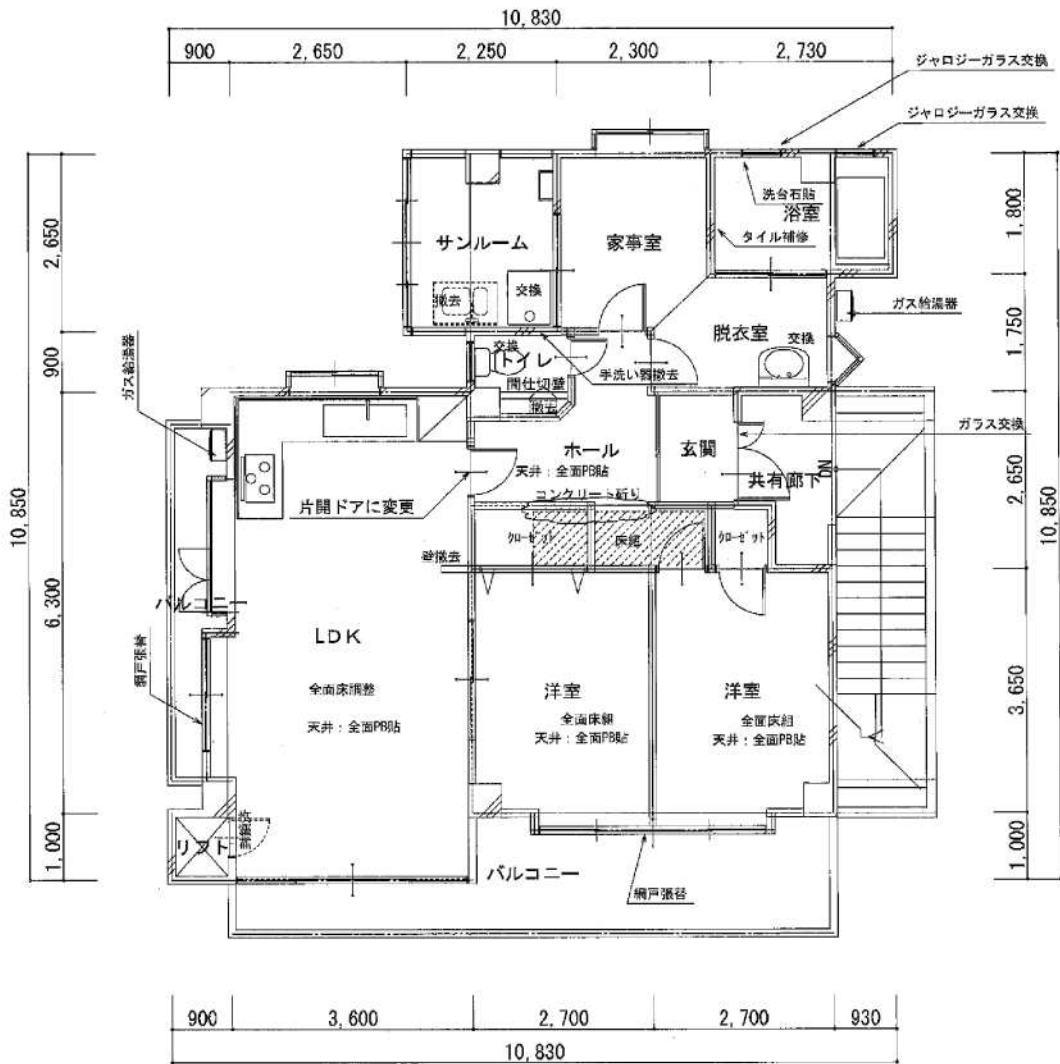 10,830
900
2,650
2,250
2,300
2,730
ジャロジーガラス交換
ジャロジーガラス交換
洗台石貼
浴室
タイル補修
サンルーム
家事室
撤去
交換
ガス給湯器
脱衣室
交換
交換
トイレ
手洗い器撤去
間仕切壁
撤去
ガス給湯器
ガラス交換
ホール
天井：全面PB貼
玄関
共有廊下
DN
片開ドアに変更
コンクリート斫り
クローゼット
床組
クローゼット
壁撤去
バルコニー
LDK
全面床調整
天井：全面PB貼
網戸張替
洋室
全面床組
天井：全面PB貼
洋室
全面床組
天井：全面PB貼
リフト
バルコニー
網戸張替
10,850
2,650
900
6,300
1,000
1,800
1,750
2,650
3,650
1,000
10,850
900
3,600
2,700
2,700
930
10,830